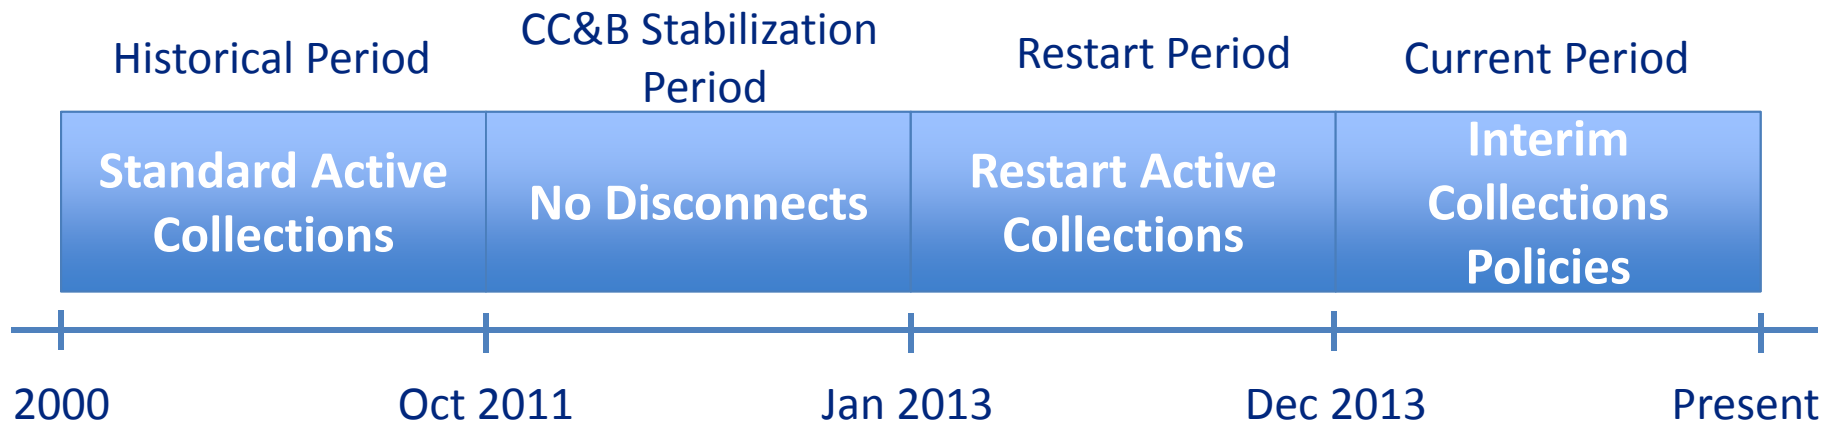 Historical Period
CC&B Stabilization
Period
Restart Period
Current Period
Standard Active
Collections
No Disconnects
Restart Active
Collections
Interim
Collections
Policies
2000
Oct 2011
Jan 2013
Dec 2013
Present